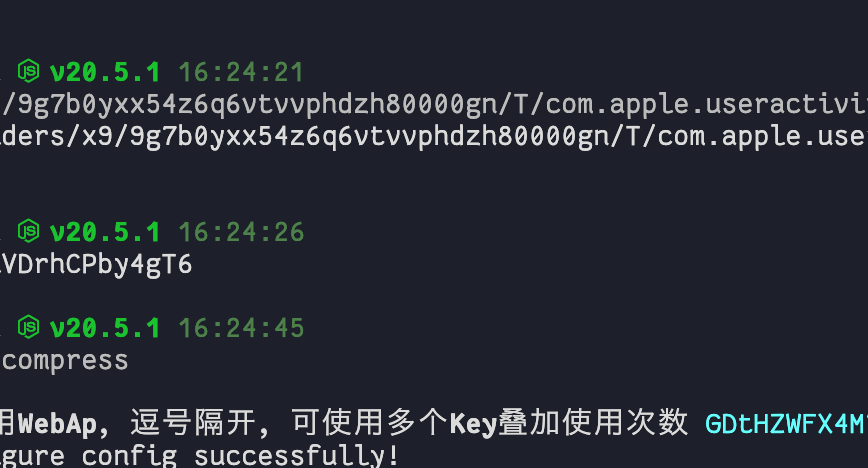 v20.5.1 16:24:21
/9g7b0yxx54z6q6vtvvphdzh80000gn/T/com.apple.useractivi
ders/x9/9g7b0yxx54z6q6vtvvphdzh80000gn/T/com.apple.use
v20.5.1 16:24:26
VDrhCPby4gT6
v20.5.1 16:24:45
compress
用WebAp, 逗号隔开, 可使用多个Key叠加使用次数 GDtHZWFX4M
gure config successfully!